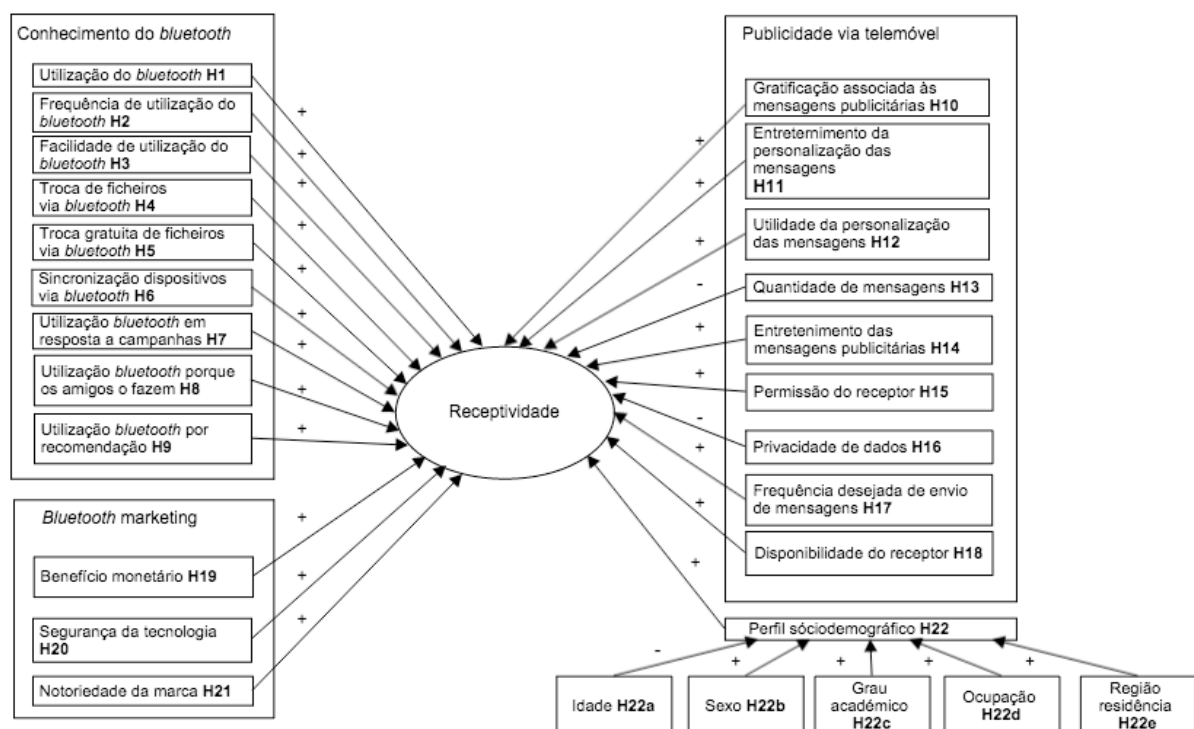 Conhecimento do bluetooth
Utilização do bluetooth H1
Frequência de utilização do
bluetooth H2
Facilidade de utilização do
bluetooth H3
Troca de ficheiros
via bluetooth H4
Troca gratuita de ficheiros
via bluetooth H5
Sincronização dispositivos
via bluetooth H6
Utilização bluetooth em
resposta a campanhas H7
Utilização bluetooth porque
os amigos o fazem H8
Utilização bluetooth por
recomendação H9
+
+
+
+
+
+
+
+
+
Bluetooth marketing
Benefício monetário H19
Segurança da tecnologia
H20
Notoriedade da marca H21
+
+
+
Receptividade
Publicidade via telemóvel
Gratificação associada às
mensagens publicitárias H10
Entreternimento da
personalização das
mensagens
H11
Utilidade da personalização
das mensagens H12
Quantidade de mensagens H13
Entretenimento das
mensagens publicitárias H14
Permissão do receptor H15
Privacidade de dados H16
Frequência desejada de envio
de mensagens H17
Disponibilidade do receptor H18
+
+
+
-
+
+
-
+
+
+
Perfil sóciodemográfico H22
-
+
+
+
+
Idade H22a
Sexo H22b
Grau
académico
H22c
Ocupação
H22d
Região
residência
H22e